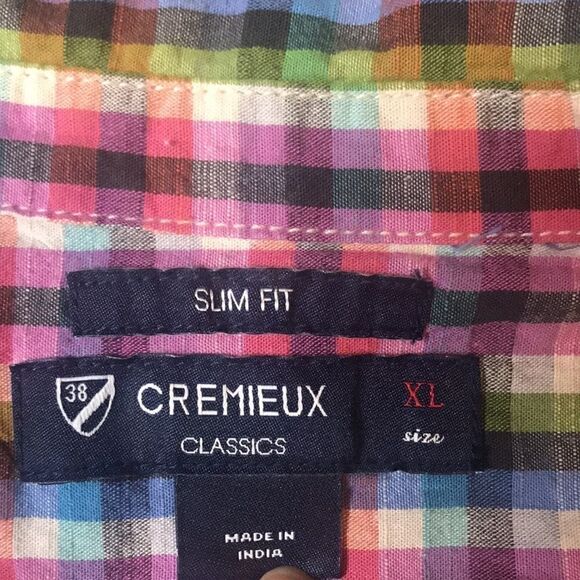 SLIM FIT
38
CREMIEUX
XL
CLASSICS
size
MADE IN
INDIA